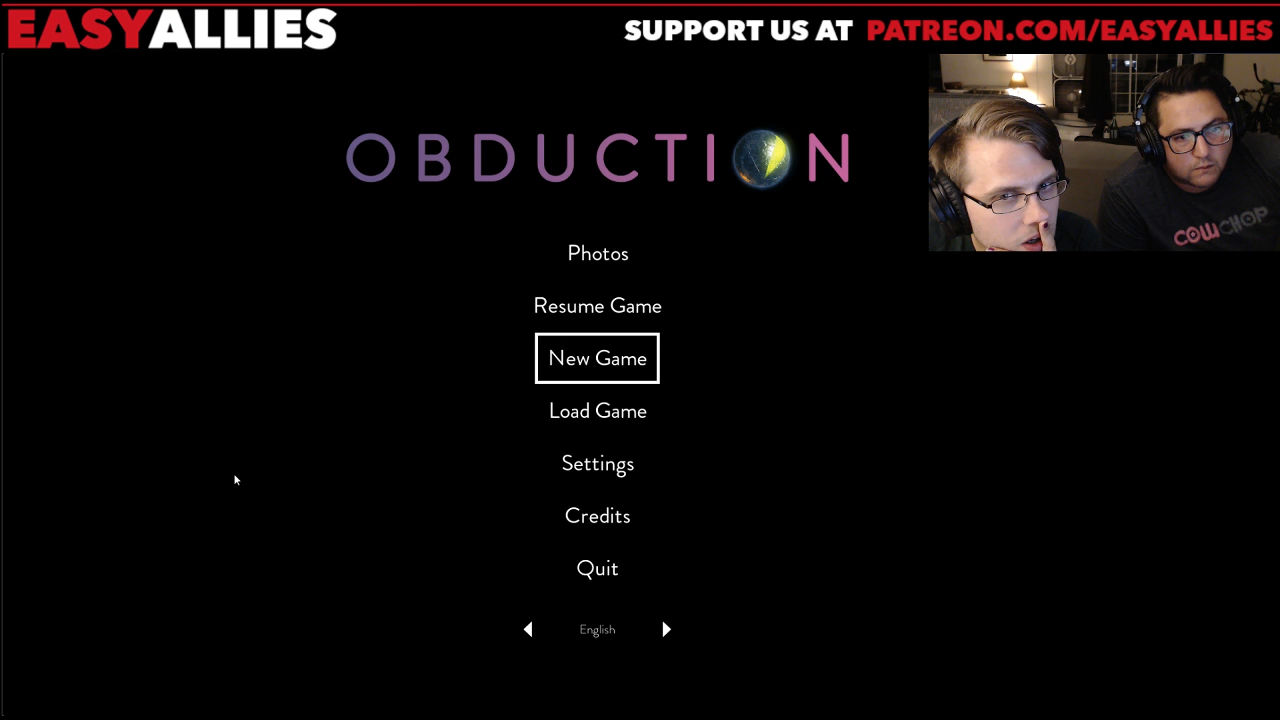 EASYALLIES
SUPPORT US AT PATREON.COM/EASYALLIES
OBDUCTION
COWCHOP
Photos
Resume Game
New Game
Load Game
Settings
Credits
Quit
English